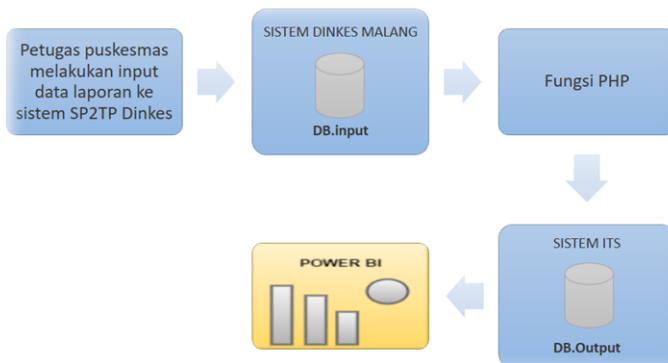 Petugas puskesmas
melakukan input
data laporan ke
sistem SP2TP Dinkes
SISTEM DINKES MALANG
DB.input
Fungsi PHP
SISTEM ITS
DB.Output
POWER BI